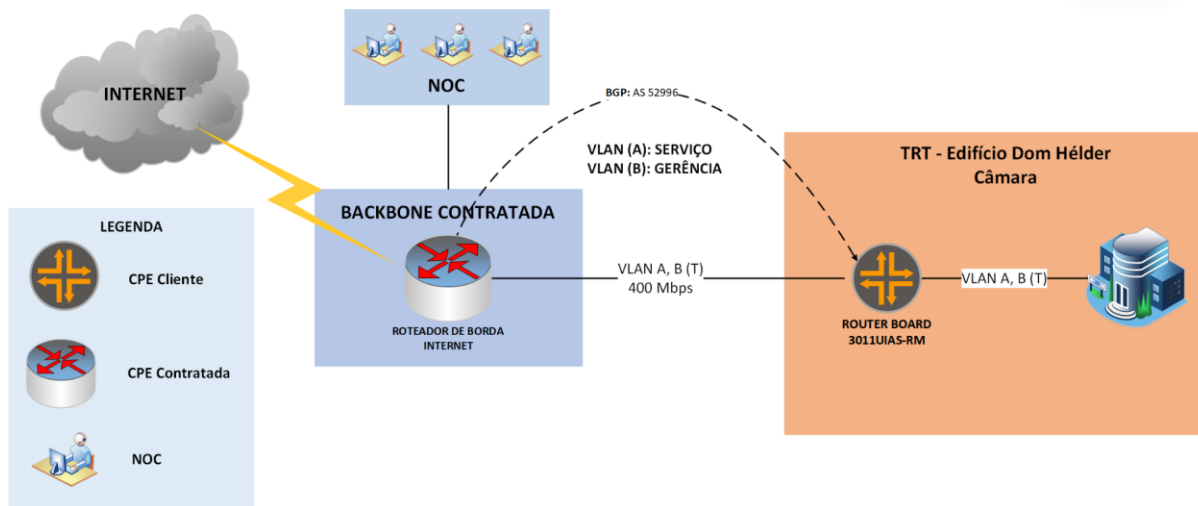 INTERNET
NOC
BGP: AS 52996
VLAN (A): SERVIÇO
VLAN (B): GERÊNCIA
TRT - Edifício Dom Hélder
Câmara
BACKBONE CONTRATADA
ROTEADOR DE BORDA
INTERNET
VLAN A, B (T)
400 Mbps
ROUTER BOARD
3011UIAS-RM
VLAN A, B (T)
LEGENDA
CPE Cliente
CPE Contratada
NOC